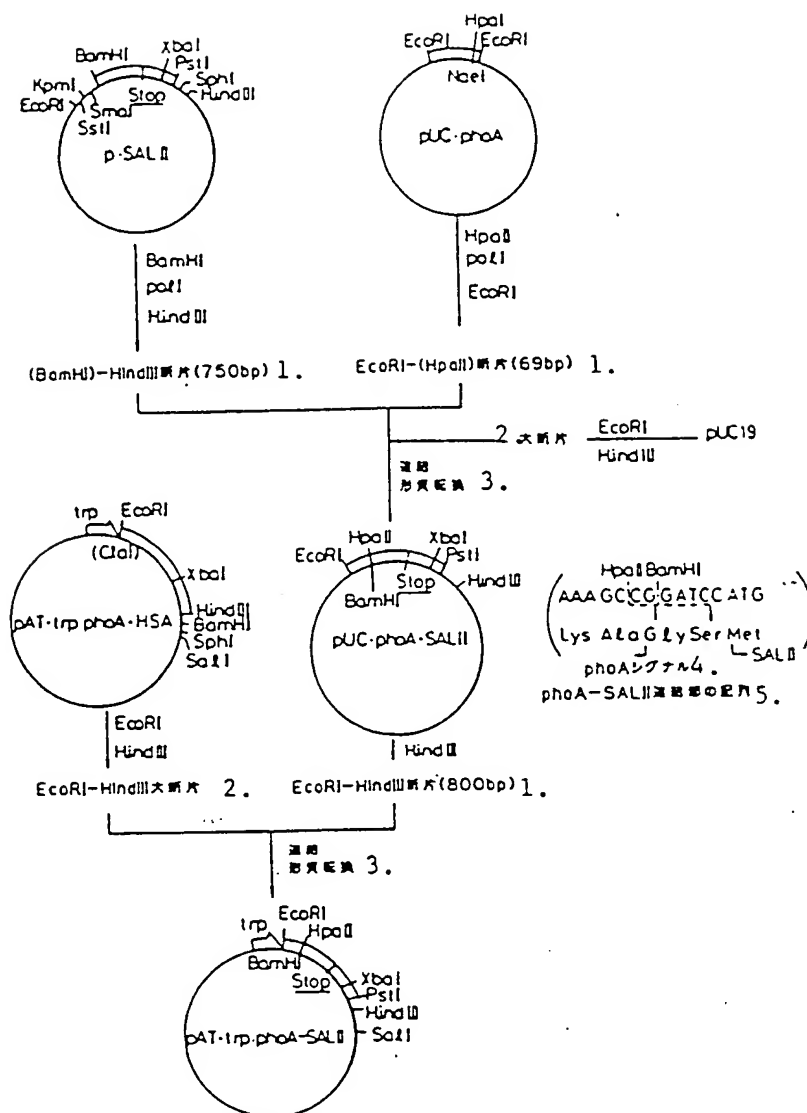 BamHI
XbaI
PstI
SphI
HindIII
KpmI
EcoRI
SstI
SmaI
Stop
p·SALII
HpaI
EcoRI
EcoRI
NaeI
pUC·phoA
BamHI
polI
HindIII
HpaII
polI
EcoRI
(BamHI)-HindIII断片(750bp) 1.
EcoRI-(HpaII)断片(69bp) 1.
2 大断片
EcoRI
HindIII
pUC19
連結
形質転換 3.
trp
EcoRI
(ClaI)
XbaI
HindIII
BamHI
SphI
SalI
pAT·trp phoA·HSA
EcoRI
HpaII
XbaI
PstI
HindIII
Stop
BamHI
pUC·phoA·SALII
HpaII BamHI
AAAGCCGGATCCATG
Lys Ala Gly Ser Met
SALII
phoAシグナル4.
phoA-SALII連結部の配列5.
EcoRI
HindIII
HindIII
EcoRI-HindIII大断片 2.
EcoRI-HindIII断片(800bp) 1.
連結
形質転換 3.
trp
EcoRI
HpaII
BamHI
Stop
XbaI
PstI
HindIII
SalI
pAT·trp.phoA-SALII